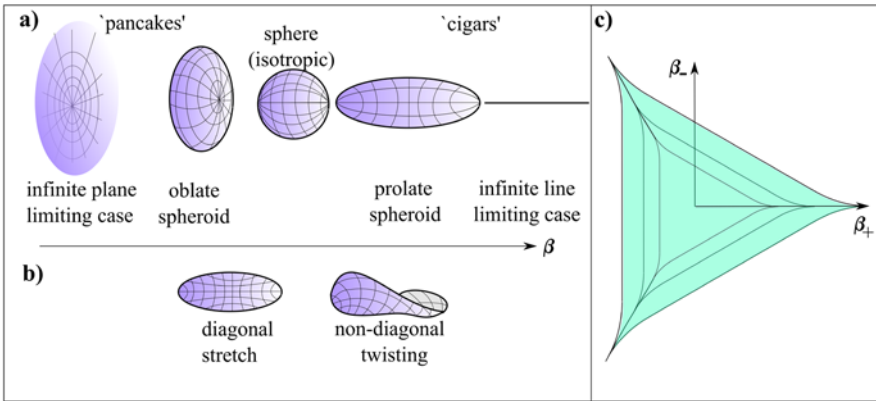 a)
`pancakes'
sphere
(isotropic)
`cigars'
infinite plane
limiting case
oblate
spheroid
prolate
spheroid
infinite line
limiting case
β
b)
diagonal
stretch
non-diagonal
twisting
c)
β-
β+